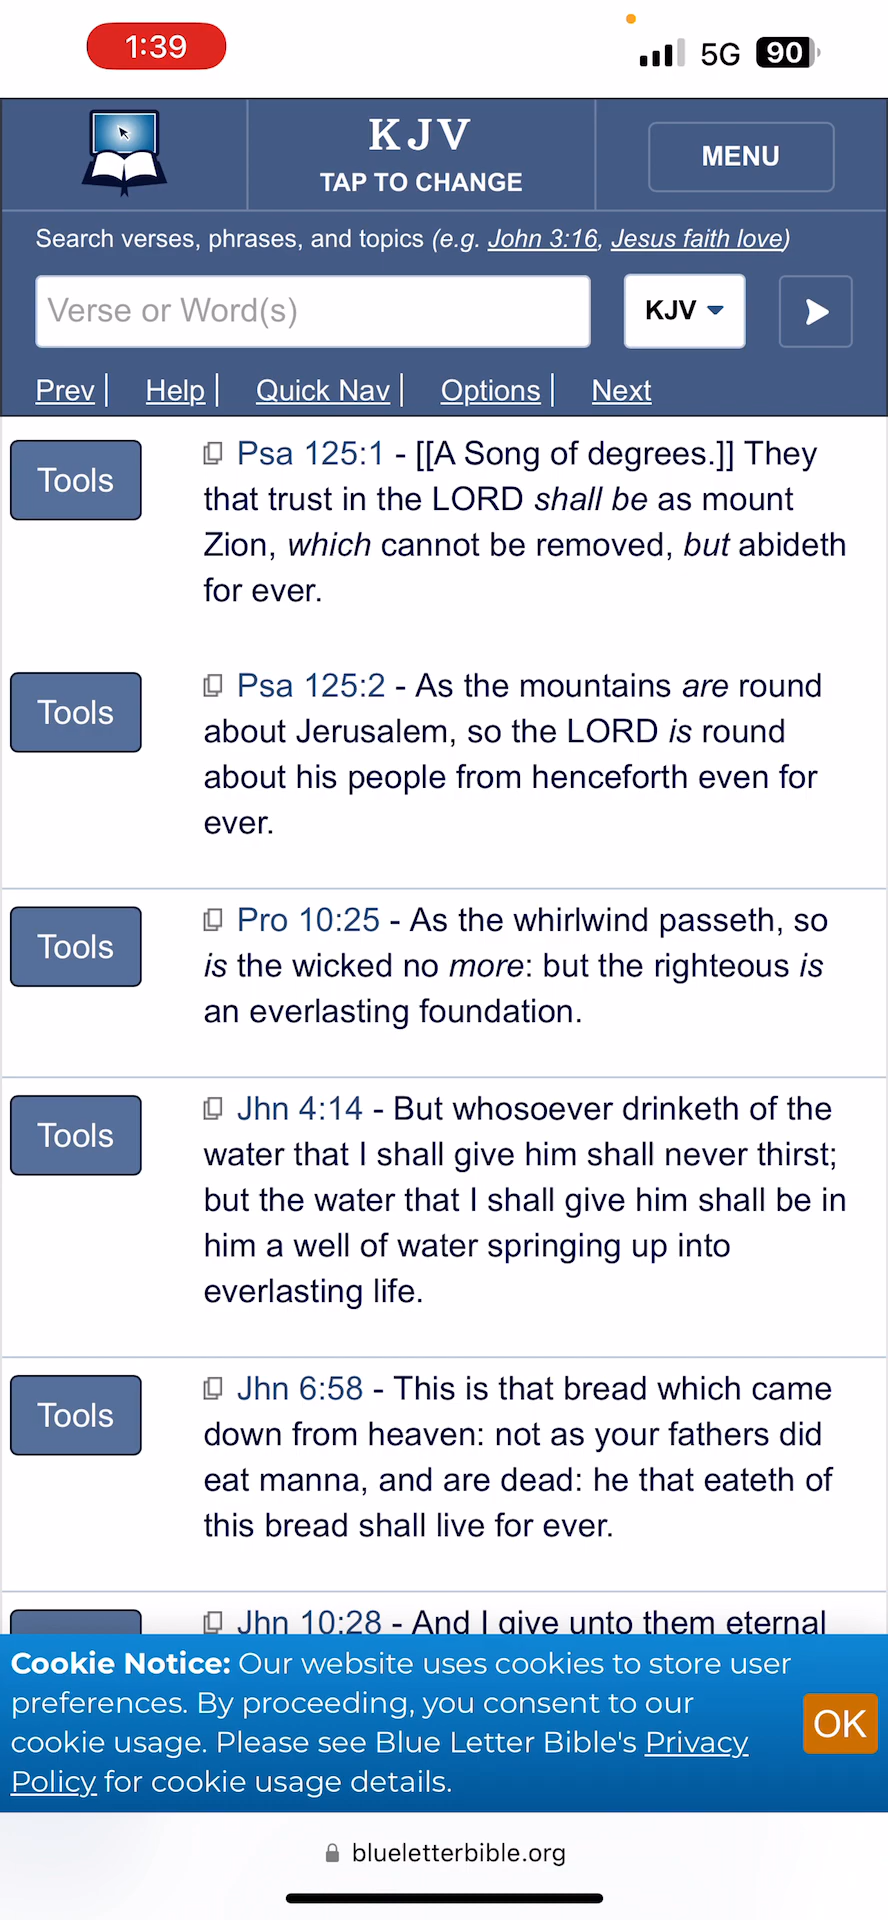 1:39
5G 90
KJV
TAP TO CHANGE
MENU
Search verses, phrases, and topics (e.g. John 3:16, Jesus faith love)
Verse or Word(s)
KJV
Prev | Help | Quick Nav | Options | Next
Tools
Psa 125:1 - [[A Song of degrees.]] They
that trust in the LORD shall be as mount
Zion, which cannot be removed, but abideth
for ever.
Tools
Psa 125:2 - As the mountains are round
about Jerusalem, so the LORD is round
about his people from henceforth even for
ever.
Tools
Pro 10:25 - As the whirlwind passeth, so
is the wicked no more: but the righteous is
an everlasting foundation.
Tools
Jhn 4:14 - But whosoever drinketh of the
water that I shall give him shall never thirst;
but the water that I shall give him shall be in
him a well of water springing up into
everlasting life.
Tools
Jhn 6:58 - This is that bread which came
down from heaven: not as your fathers did
eat manna, and are dead: he that eateth of
this bread shall live for ever.
Jhn 10:28 - And I give unto them eternal
Cookie Notice: Our website uses cookies to store user
preferences. By proceeding, you consent to our
cookie usage. Please see Blue Letter Bible's Privacy
Policy for cookie usage details.
OK
blueletterbible.org